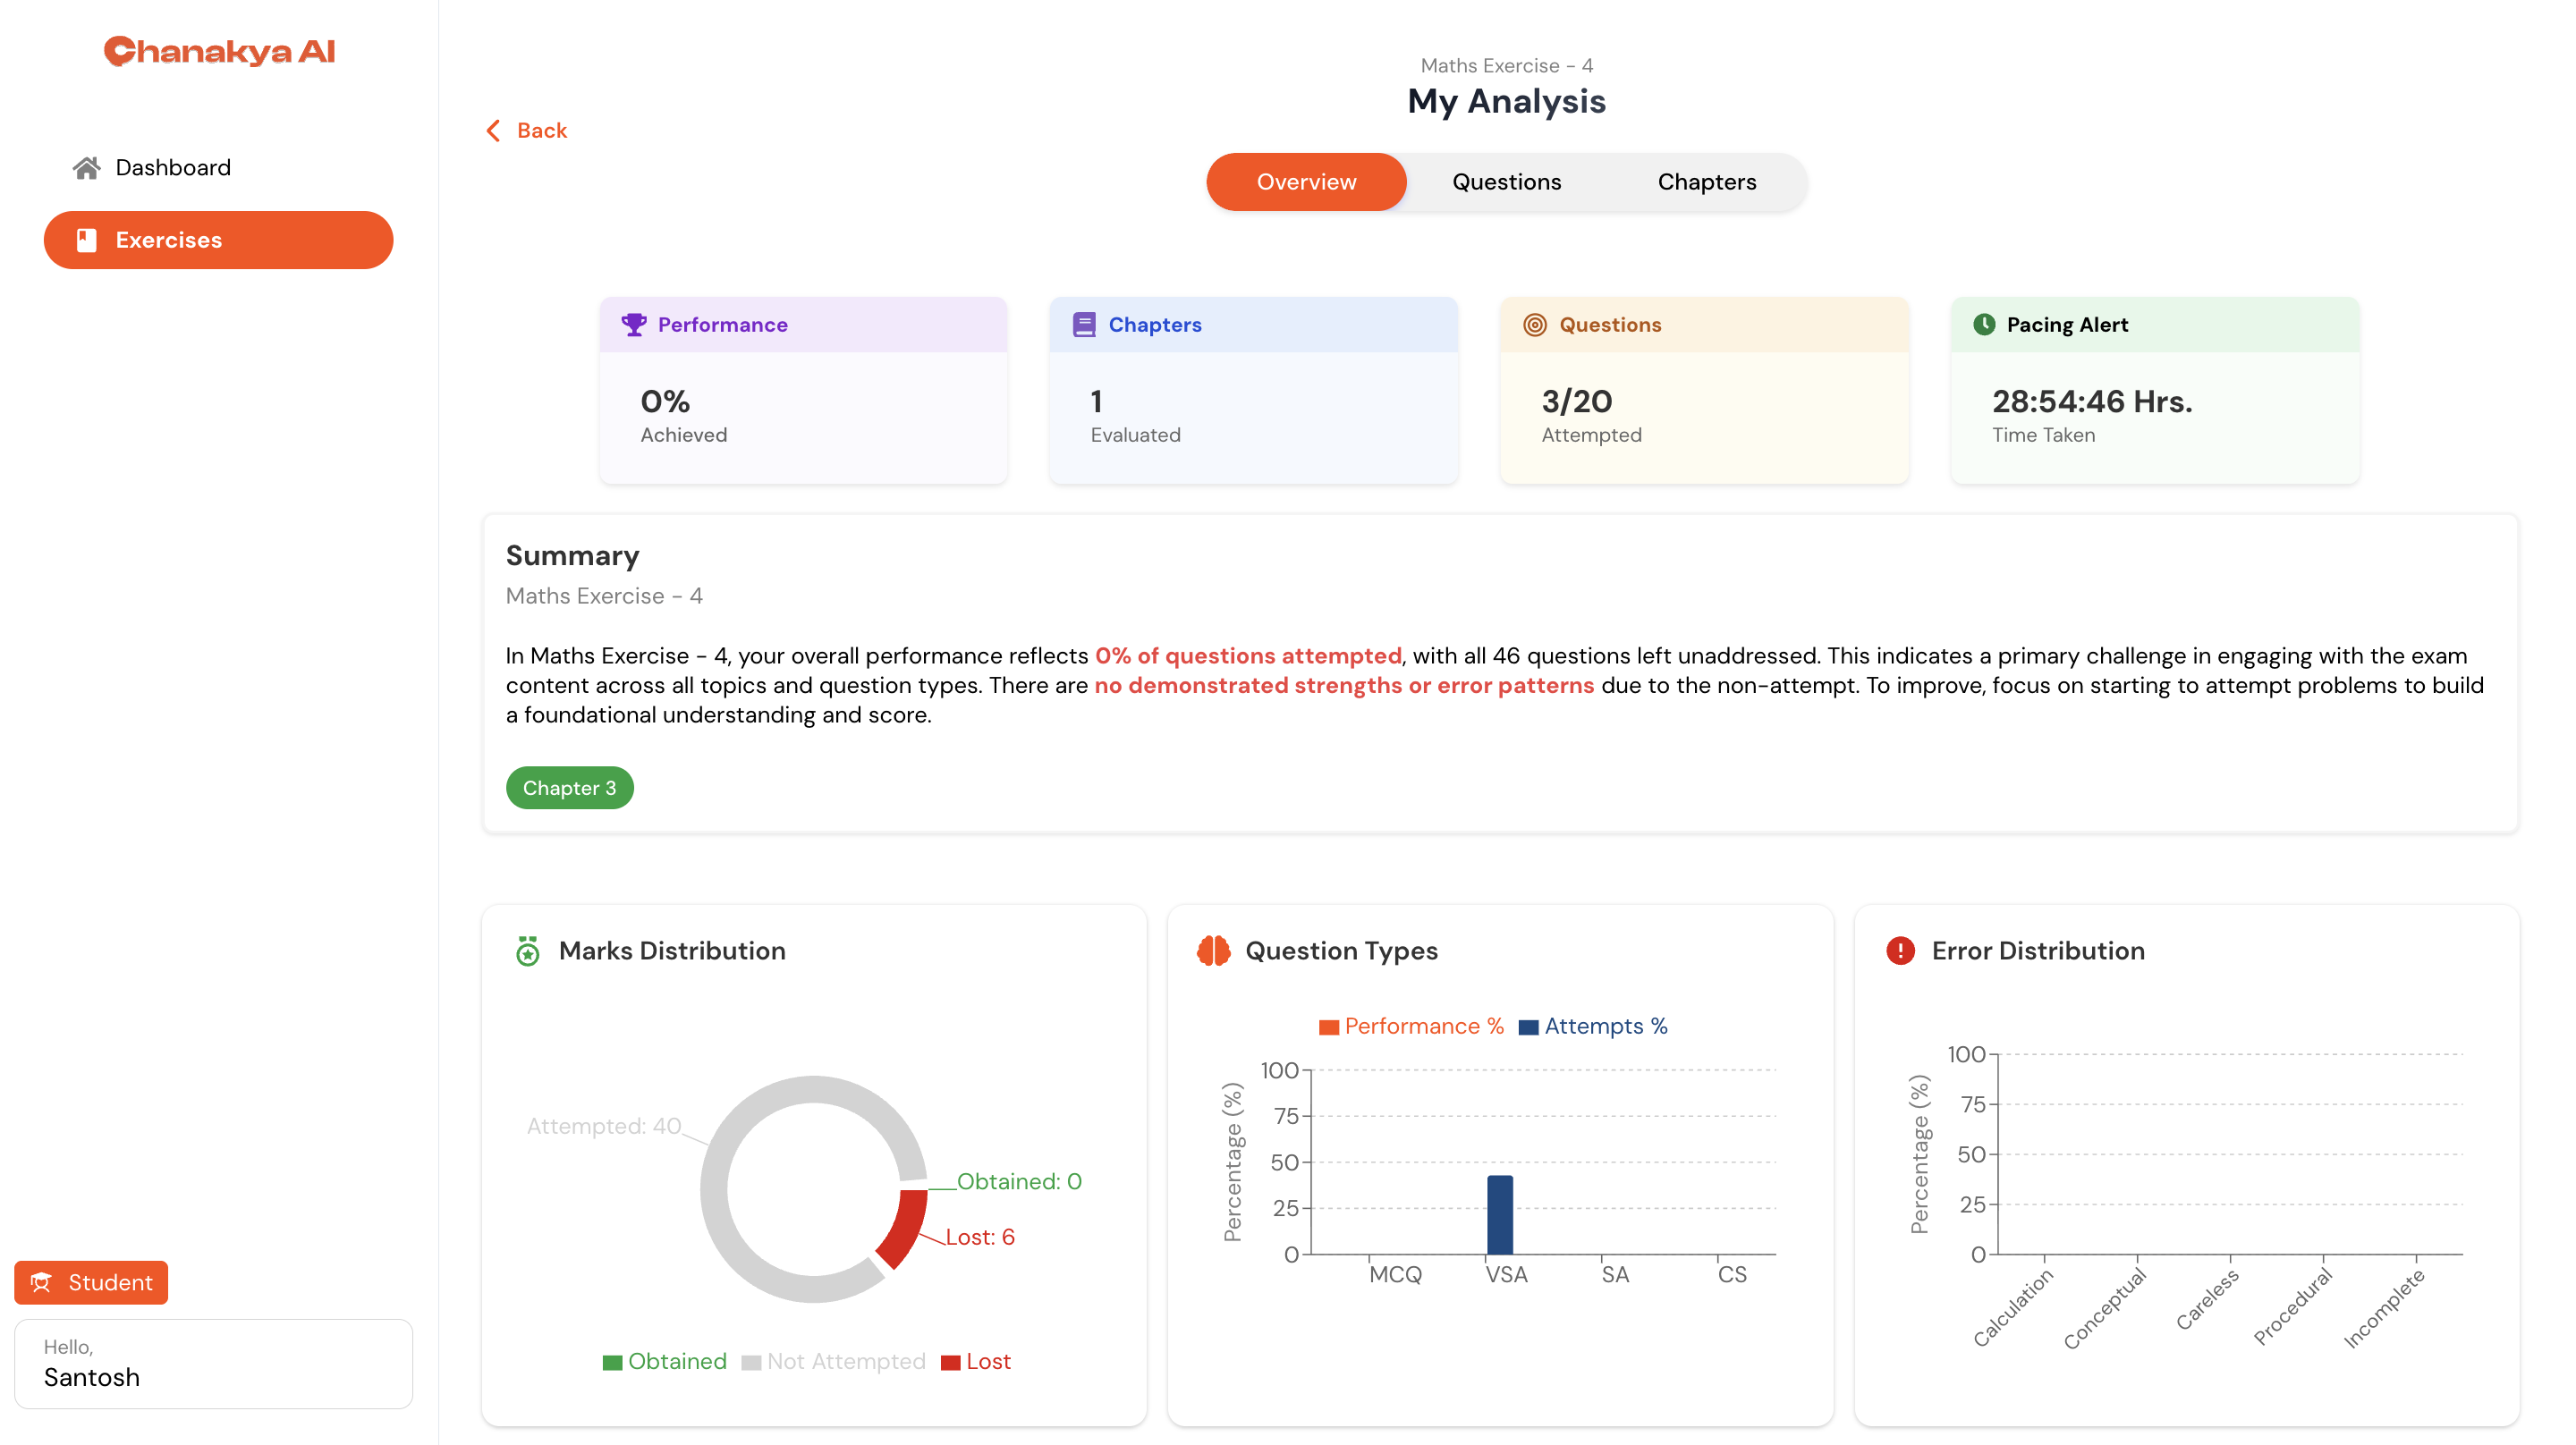 Chanakya AI
Dashboard
Exercises
Student
Hello,
Santosh
Back
Maths Exercise - 4
My Analysis
Overview
Questions
Chapters
Performance
0%
Achieved
Chapters
1
Evaluated
Questions
3/20
Attempted
Pacing Alert
28:54:46 Hrs.
Time Taken
Summary
Maths Exercise - 4
In Maths Exercise - 4, your overall performance reflects 0% of questions attempted, with all 46 questions left unaddressed. This indicates a primary challenge in engaging with the exam
content across all topics and question types. There are no demonstrated strengths or error patterns due to the non-attempt. To improve, focus on starting to attempt problems to build
a foundational understanding and score.
Chapter 3
Marks Distribution
Attempted: 40
Obtained: 0
Lost: 6
Obtained Not Attempted Lost
Question Types
Performance % Attempts %
Percentage (%)
100
75
50
25
0
MCQ VSA SA CS
Error Distribution
Percentage (%)
100
75
50
25
0
Calculation
Conceptual
Careless
Procedural
Incomplete